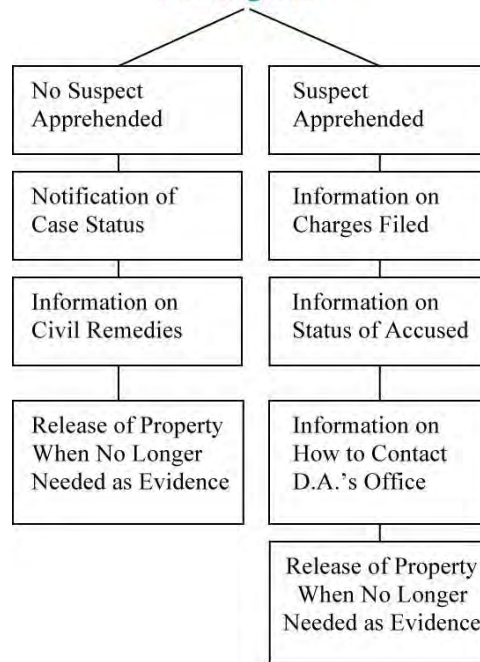 No Suspect
Apprehended
Notification of
Case Status
Information on
Civil Remedies
Release of Property
When No Longer
Needed as Evidence
Suspect
Apprehended
Information on
Charges Filed
Information on
Status of Accused
Information on
How to Contact
D.A.'s Office
Release of Property
When No Longer
Needed as Evidence